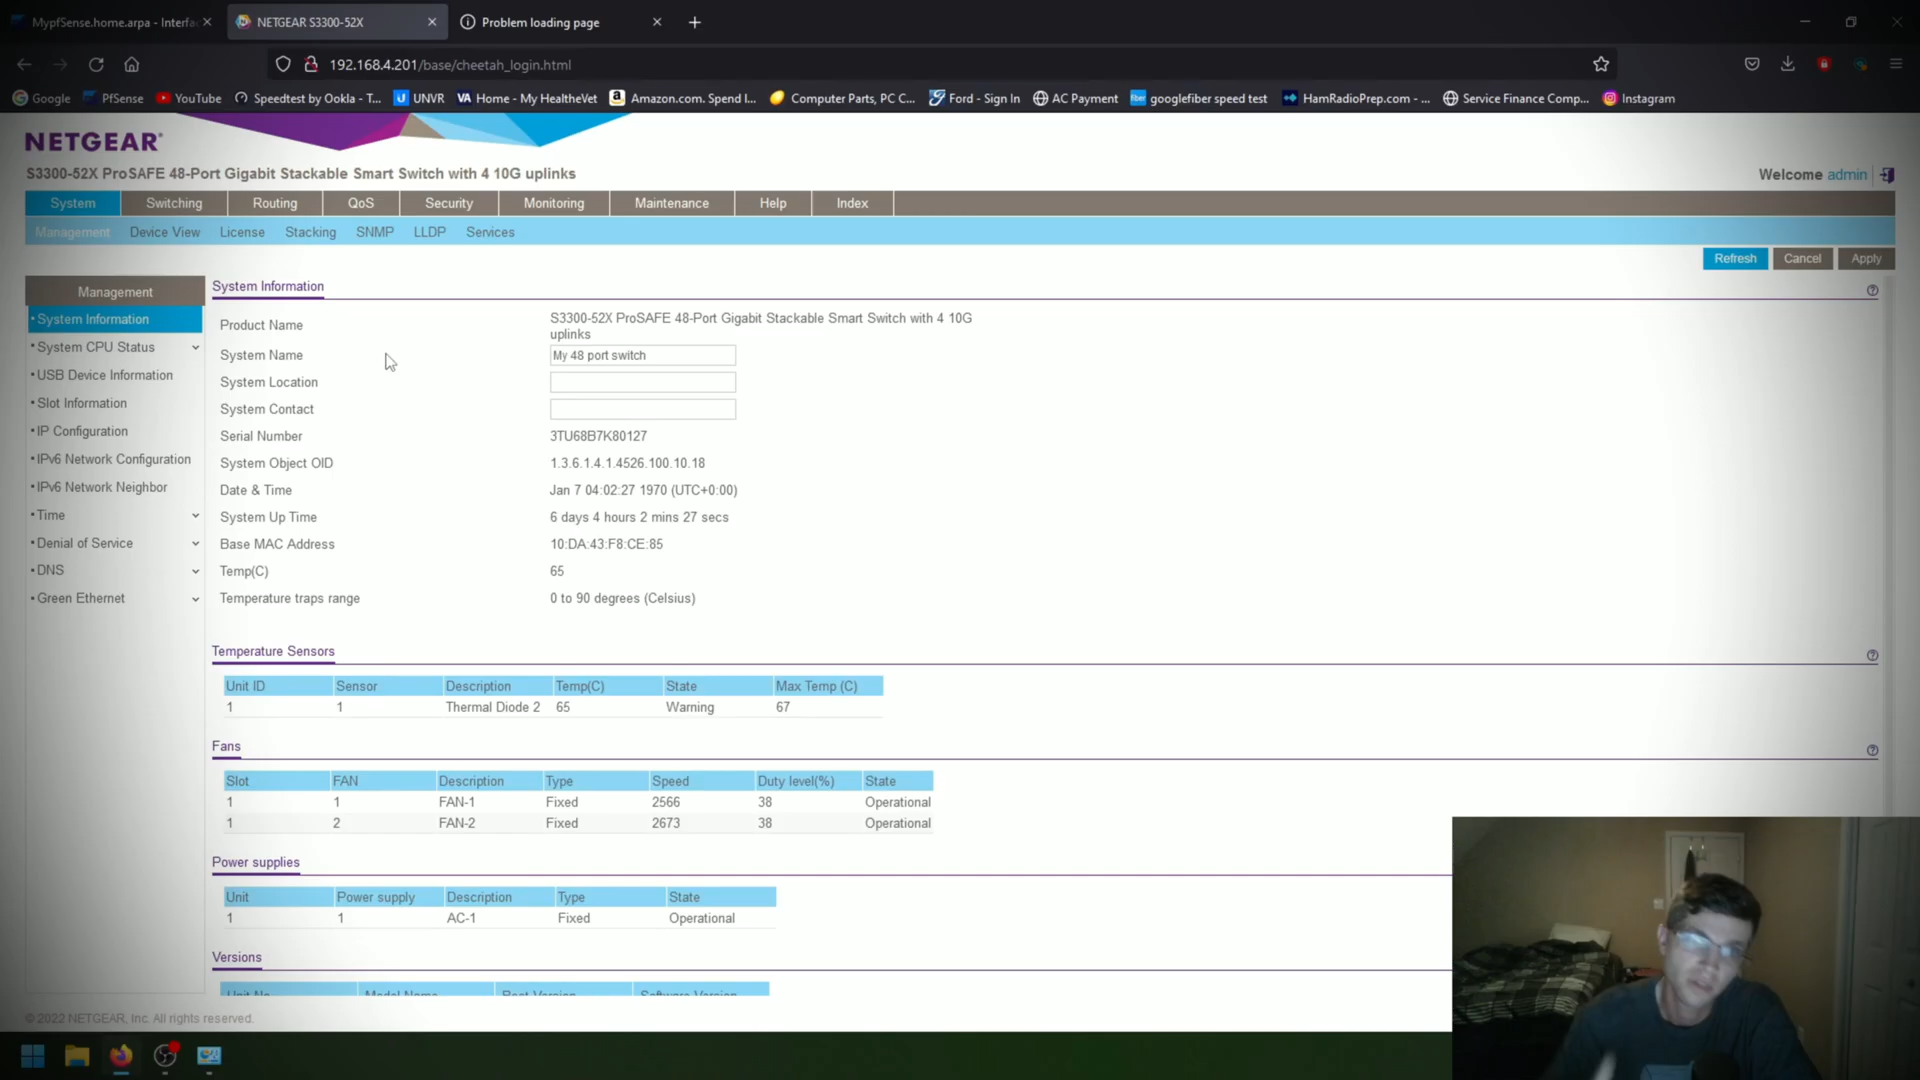 MypfSense.home.arpa - Interfa
NETGEAR S3300-52X
Problem loading page
192.168.4.201/base/cheetah_login.html
Google PfSense YouTube Speedtest by Ookla - T... UNVR Home - My HealtheVet Amazon.com. Spend l... Computer Parts, PC C... Ford - Sign In AC Payment googlefiber speed test HamRadioPrep.com - ... Service Finance Comp... Instagram
NETGEAR
S3300-52X ProSAFE 48-Port Gigabit Stackable Smart Switch with 4 10G uplinks
Welcome admin
System Switching Routing QoS Security Monitoring Maintenance Help Index
Management Device View License Stacking SNMP LLDP Services
Refresh Cancel Apply
Management
System Information
System CPU Status
USB Device Information
Slot Information
IP Configuration
IPv6 Network Configuration
IPv6 Network Neighbor
Time
Denial of Service
DNS
Green Ethernet
System Information
Product Name S3300-52X ProSAFE 48-Port Gigabit Stackable Smart Switch with 4 10G
uplinks
System Name My 48 port switch
System Location
System Contact
Serial Number 3TU68B7K80127
System Object OID 1.3.6.1.4.1.4526.100.10.18
Date & Time Jan 7 04:02:27 1970 (UTC+0:00)
System Up Time 6 days 4 hours 2 mins 27 secs
Base MAC Address 10:DA:43:F8:CE:85
Temp(C) 65
Temperature traps range 0 to 90 degrees (Celsius)
Temperature Sensors
Unit ID Sensor Description Temp(C) State Max Temp (C)
1 1 Thermal Diode 2 65 Warning 67
Fans
Slot FAN Description Type Speed Duty level(%) State
1 1 FAN-1 Fixed 2566 38 Operational
1 2 FAN-2 Fixed 2673 38 Operational
Power supplies
Unit Power supply Description Type State
1 1 AC-1 Fixed Operational
Versions
Unit No Model Name Boot Version Software Version
© 2022 NETGEAR, Inc. All rights reserved.